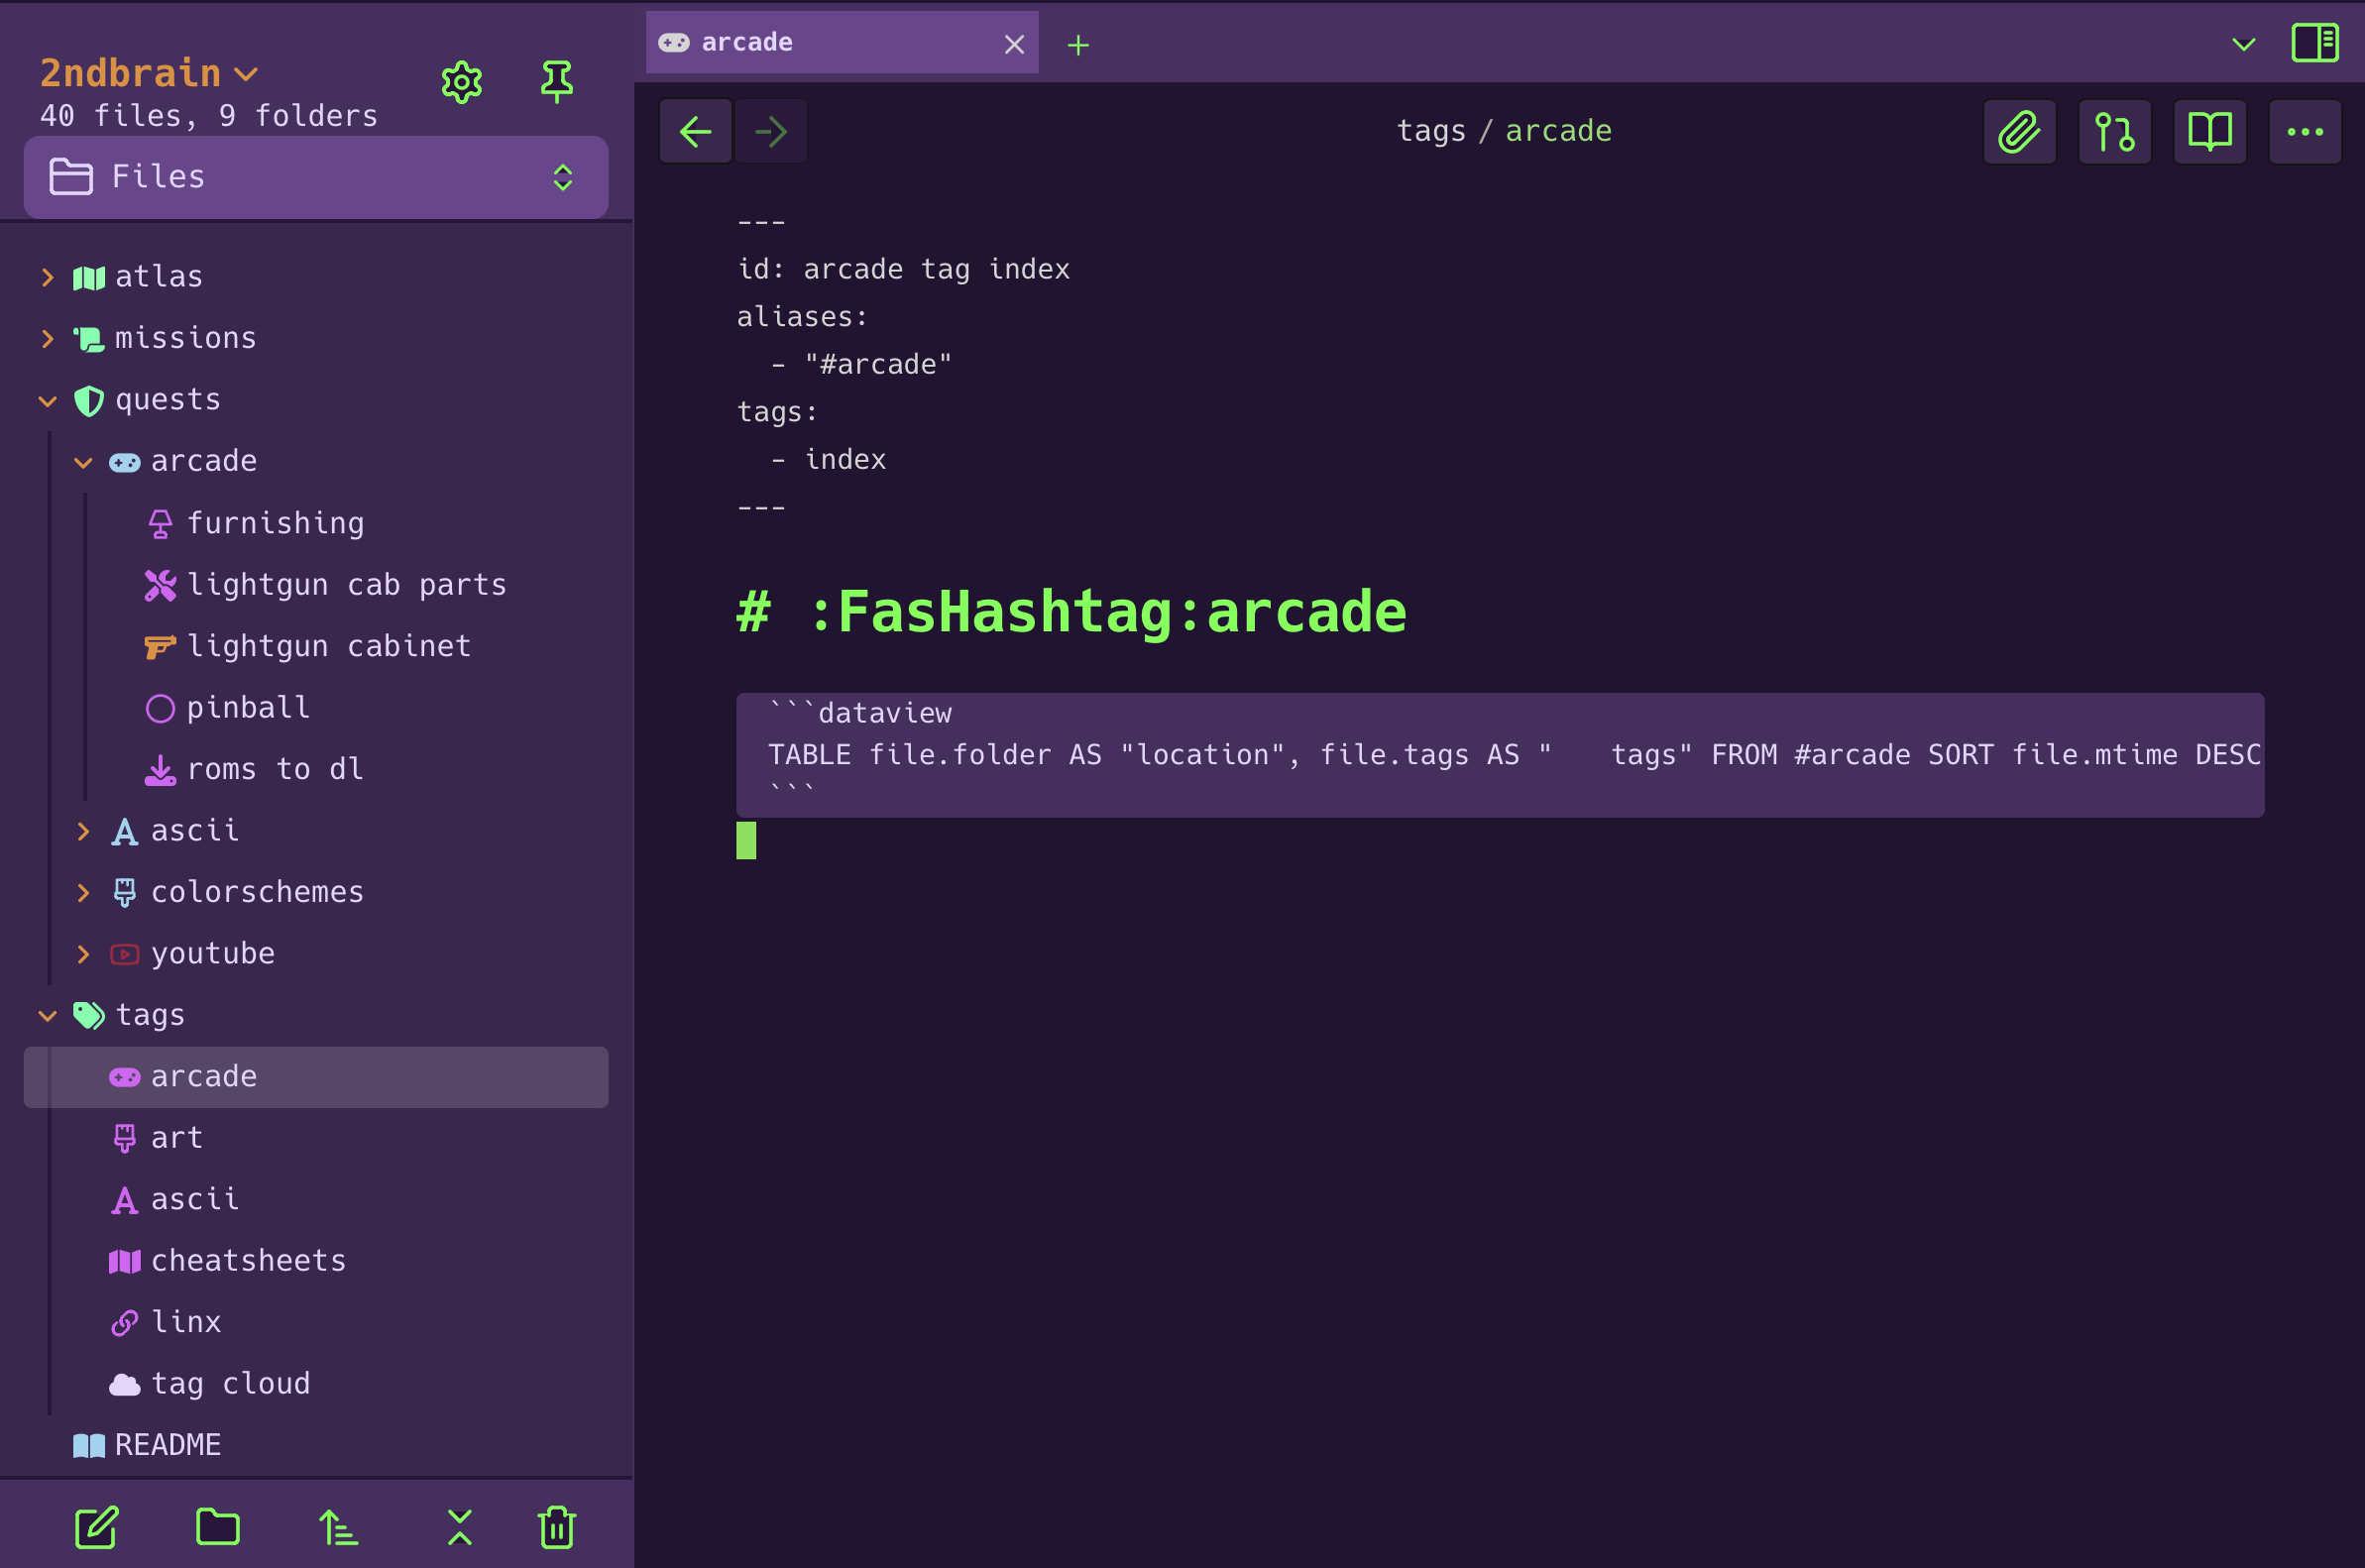 2ndbrain
40 files, 9 folders
Files
atlas
missions
quests
arcade
furnishing
lightgun cab parts
lightgun cabinet
pinball
roms to dl
ascii
colorschemes
youtube
tags
arcade
art
ascii
cheatsheets
linx
tag cloud
README
arcade
tags / arcade
---
id: arcade tag index
aliases:
  - "#arcade"
tags:
  - index
---
# :FasHashtag:arcade
```dataview
TABLE file.folder AS "location", file.tags AS "   tags" FROM #arcade SORT file.mtime DESC
```